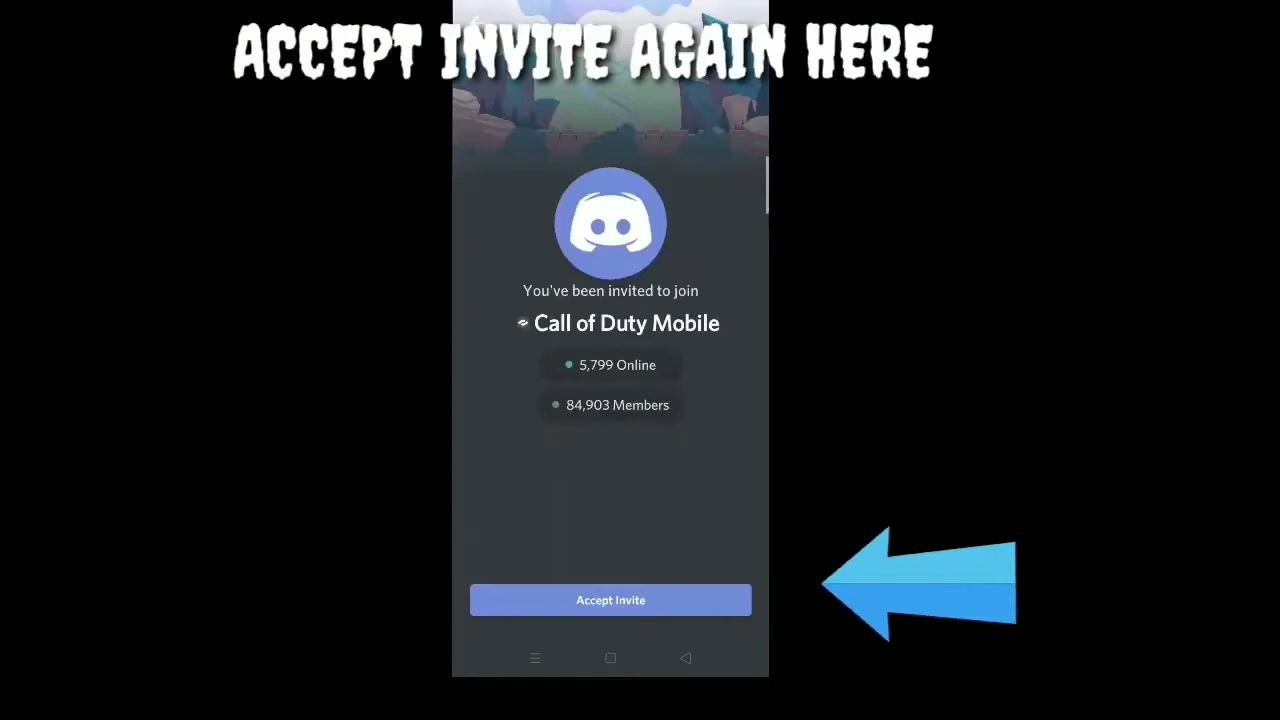 ACCEPT INVITE AGAIN HERE
You've been invited to join
Call of Duty Mobile
5,799 Online
84,903 Members
Accept Invite